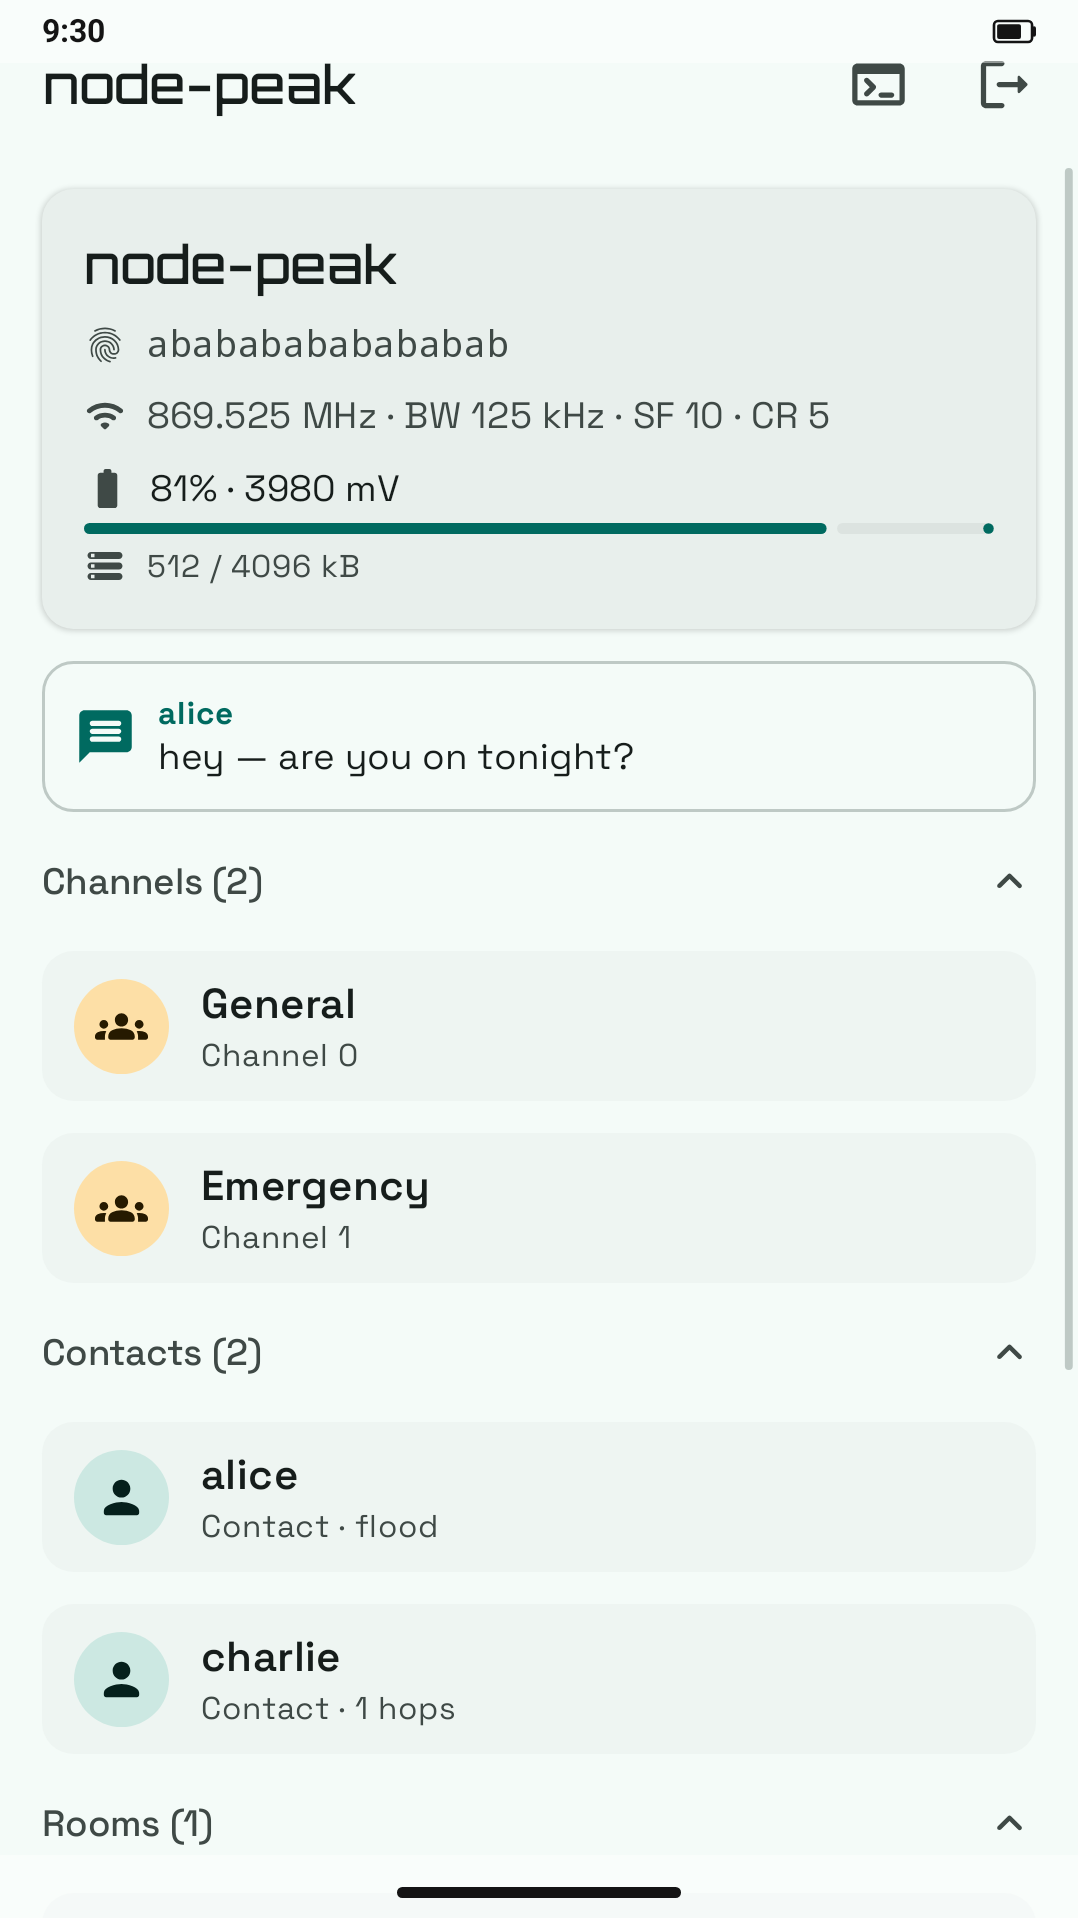 9:30
node-peak
node-peak
abababababababab
869.525 MHz · BW 125 kHz · SF 10 · CR 5
81% · 3980 mV
512 / 4096 kB
alice
hey — are you on tonight?
Channels (2)
General
Channel 0
Emergency
Channel 1
Contacts (2)
alice
Contact · flood
charlie
Contact · 1 hops
Rooms (1)